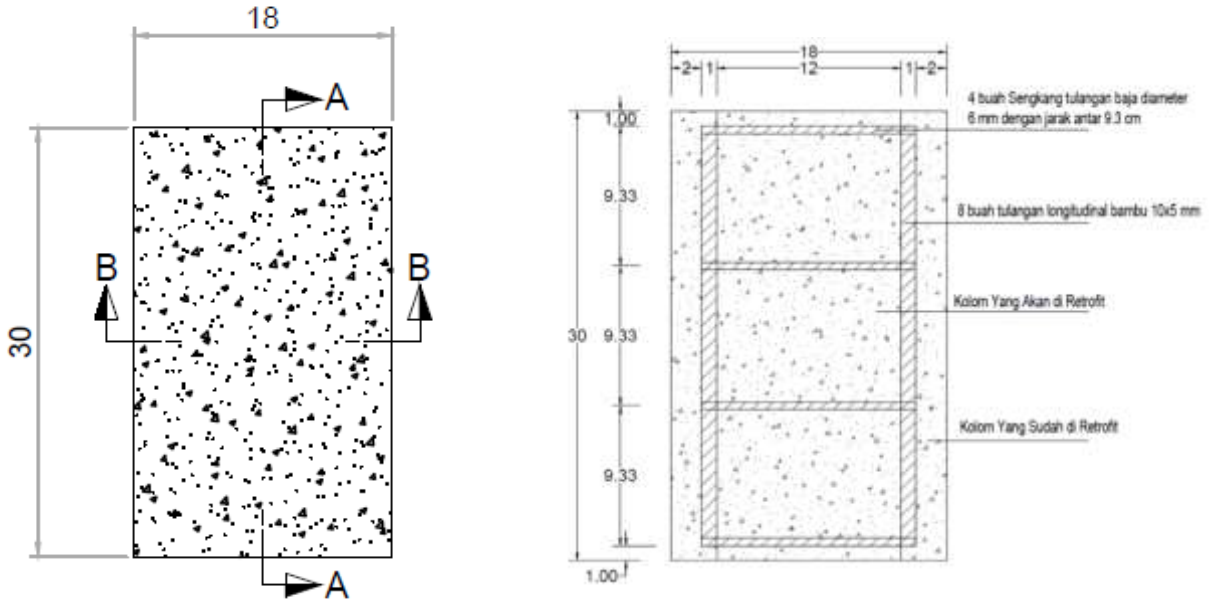 18
A
B
B
30
A
18
2
1
12
1
2
1.00
9.33
30
9.33
9.33
1.00
4 buah Sengkang tulangan baja diameter
6 mm dengan jarak antar 9.3 cm
8 buah tulangan longitudinal bambu 10x5 mm
Kolom Yang Akan di Retrofit
Kolom Yang Sudah di Retrofit